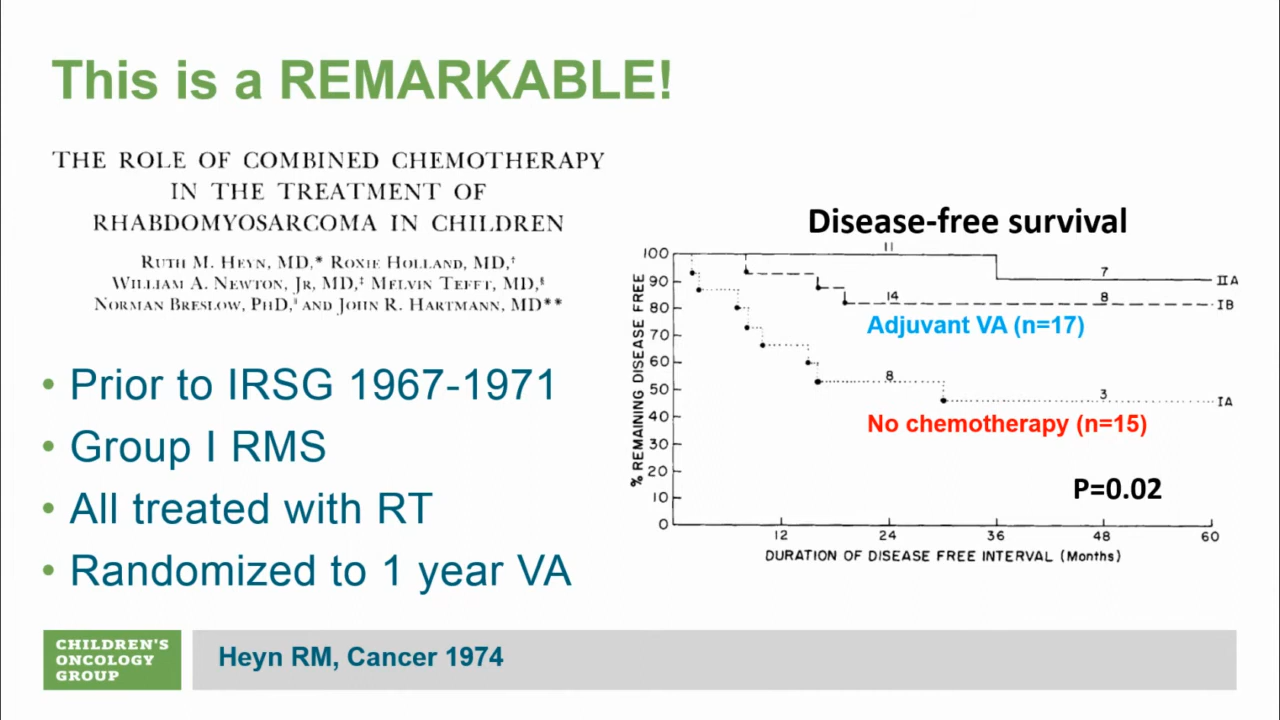 This is a REMARKABLE!
THE ROLE OF COMBINED CHEMOTHERAPY
IN THE TREATMENT OF
RHABDOMYOSARCOMA IN CHILDREN
RUTH M. HEYN, MD,* ROXIE HOLLAND, MD,†
WILLIAM A. NEWTON, JR, MD,‡ MELVIN TEFFT, MD,§
NORMAN BRESLOW, PHD,‖ AND JOHN R. HARTMANN, MD**
• Prior to IRSG 1967-1971
• Group I RMS
• All treated with RT
• Randomized to 1 year VA
Disease-free survival
% REMAINING DISEASE FREE
100
90
80
70
60
50
40
30
20
10
0
11
7
IIA
14
8
IB
Adjuvant VA (n=17)
8
3
IA
No chemotherapy (n=15)
P=0.02
12 24 36 48 60
DURATION OF DISEASE FREE INTERVAL (Months)
CHILDREN'S
ONCOLOGY
GROUP
Heyn RM, Cancer 1974